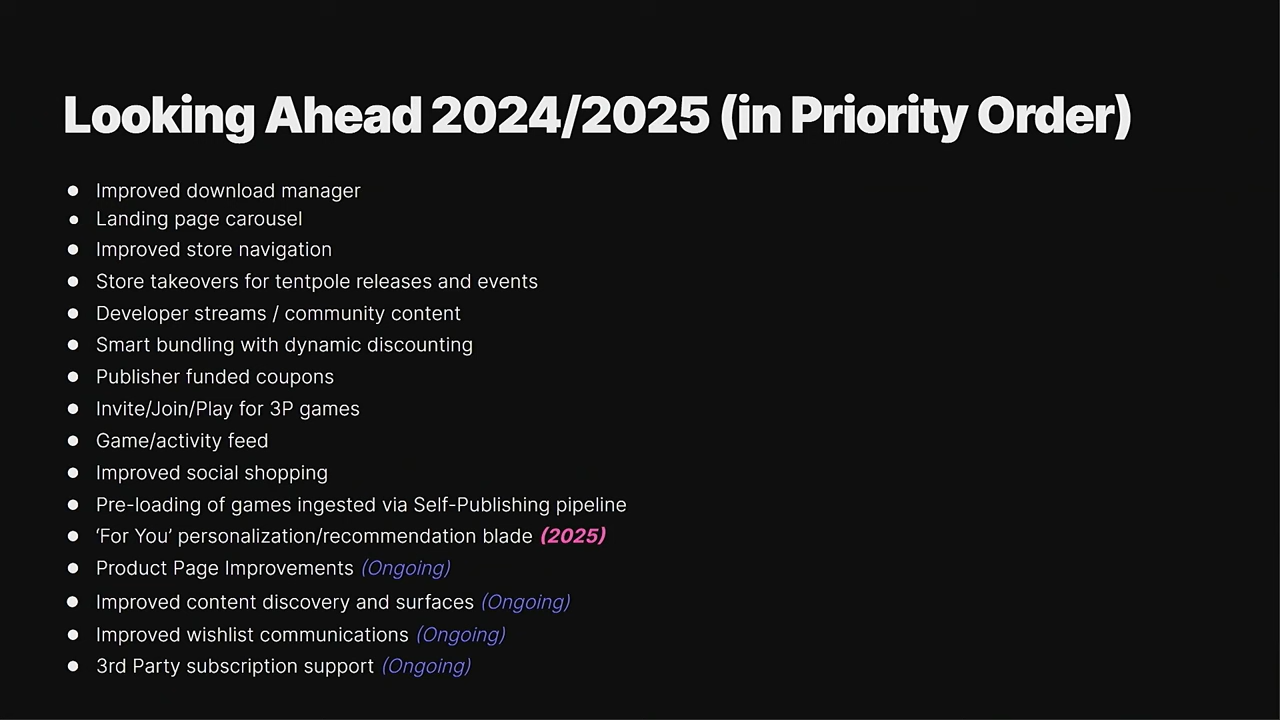 Looking Ahead 2024/2025 (in Priority Order)
● Improved download manager
● Landing page carousel
● Improved store navigation
● Store takeovers for tentpole releases and events
● Developer streams / community content
● Smart bundling with dynamic discounting
● Publisher funded coupons
● Invite/Join/Play for 3P games
● Game/activity feed
● Improved social shopping
● Pre-loading of games ingested via Self-Publishing pipeline
● ‘For You’ personalization/recommendation blade (2025)
● Product Page Improvements (Ongoing)
● Improved content discovery and surfaces (Ongoing)
● Improved wishlist communications (Ongoing)
● 3rd Party subscription support (Ongoing)